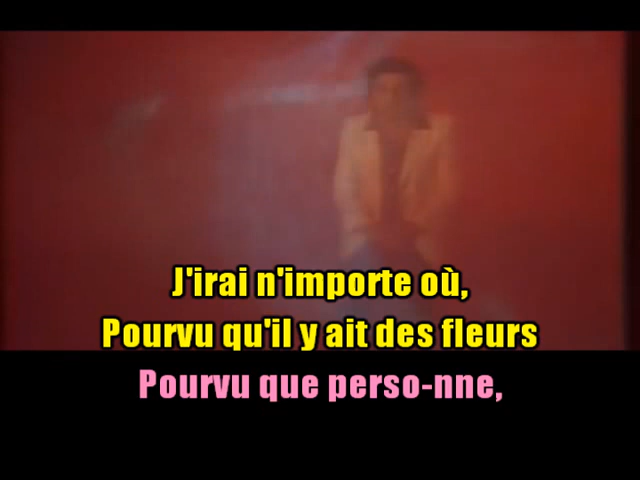 J'irai n'importe où,
Pourvu qu'il y ait des fleurs
Pourvu que perso-nne,